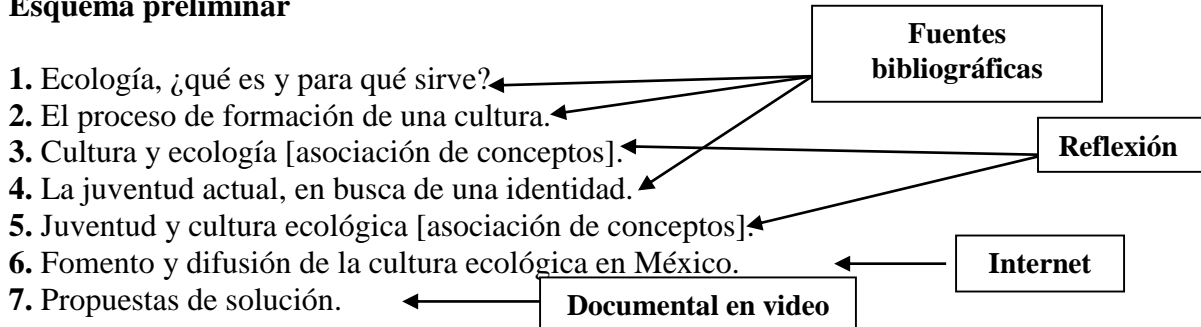 Esquema preliminar
Fuentes
bibliográficas
1. Ecología, ¿qué es y para qué sirve?
2. El proceso de formación de una cultura.
3. Cultura y ecología [asociación de conceptos].
Reflexión
4. La juventud actual, en busca de una identidad.
5. Juventud y cultura ecológica [asociación de conceptos].
6. Fomento y difusión de la cultura ecológica en México.
Internet
7. Propuestas de solución.
Documental en video